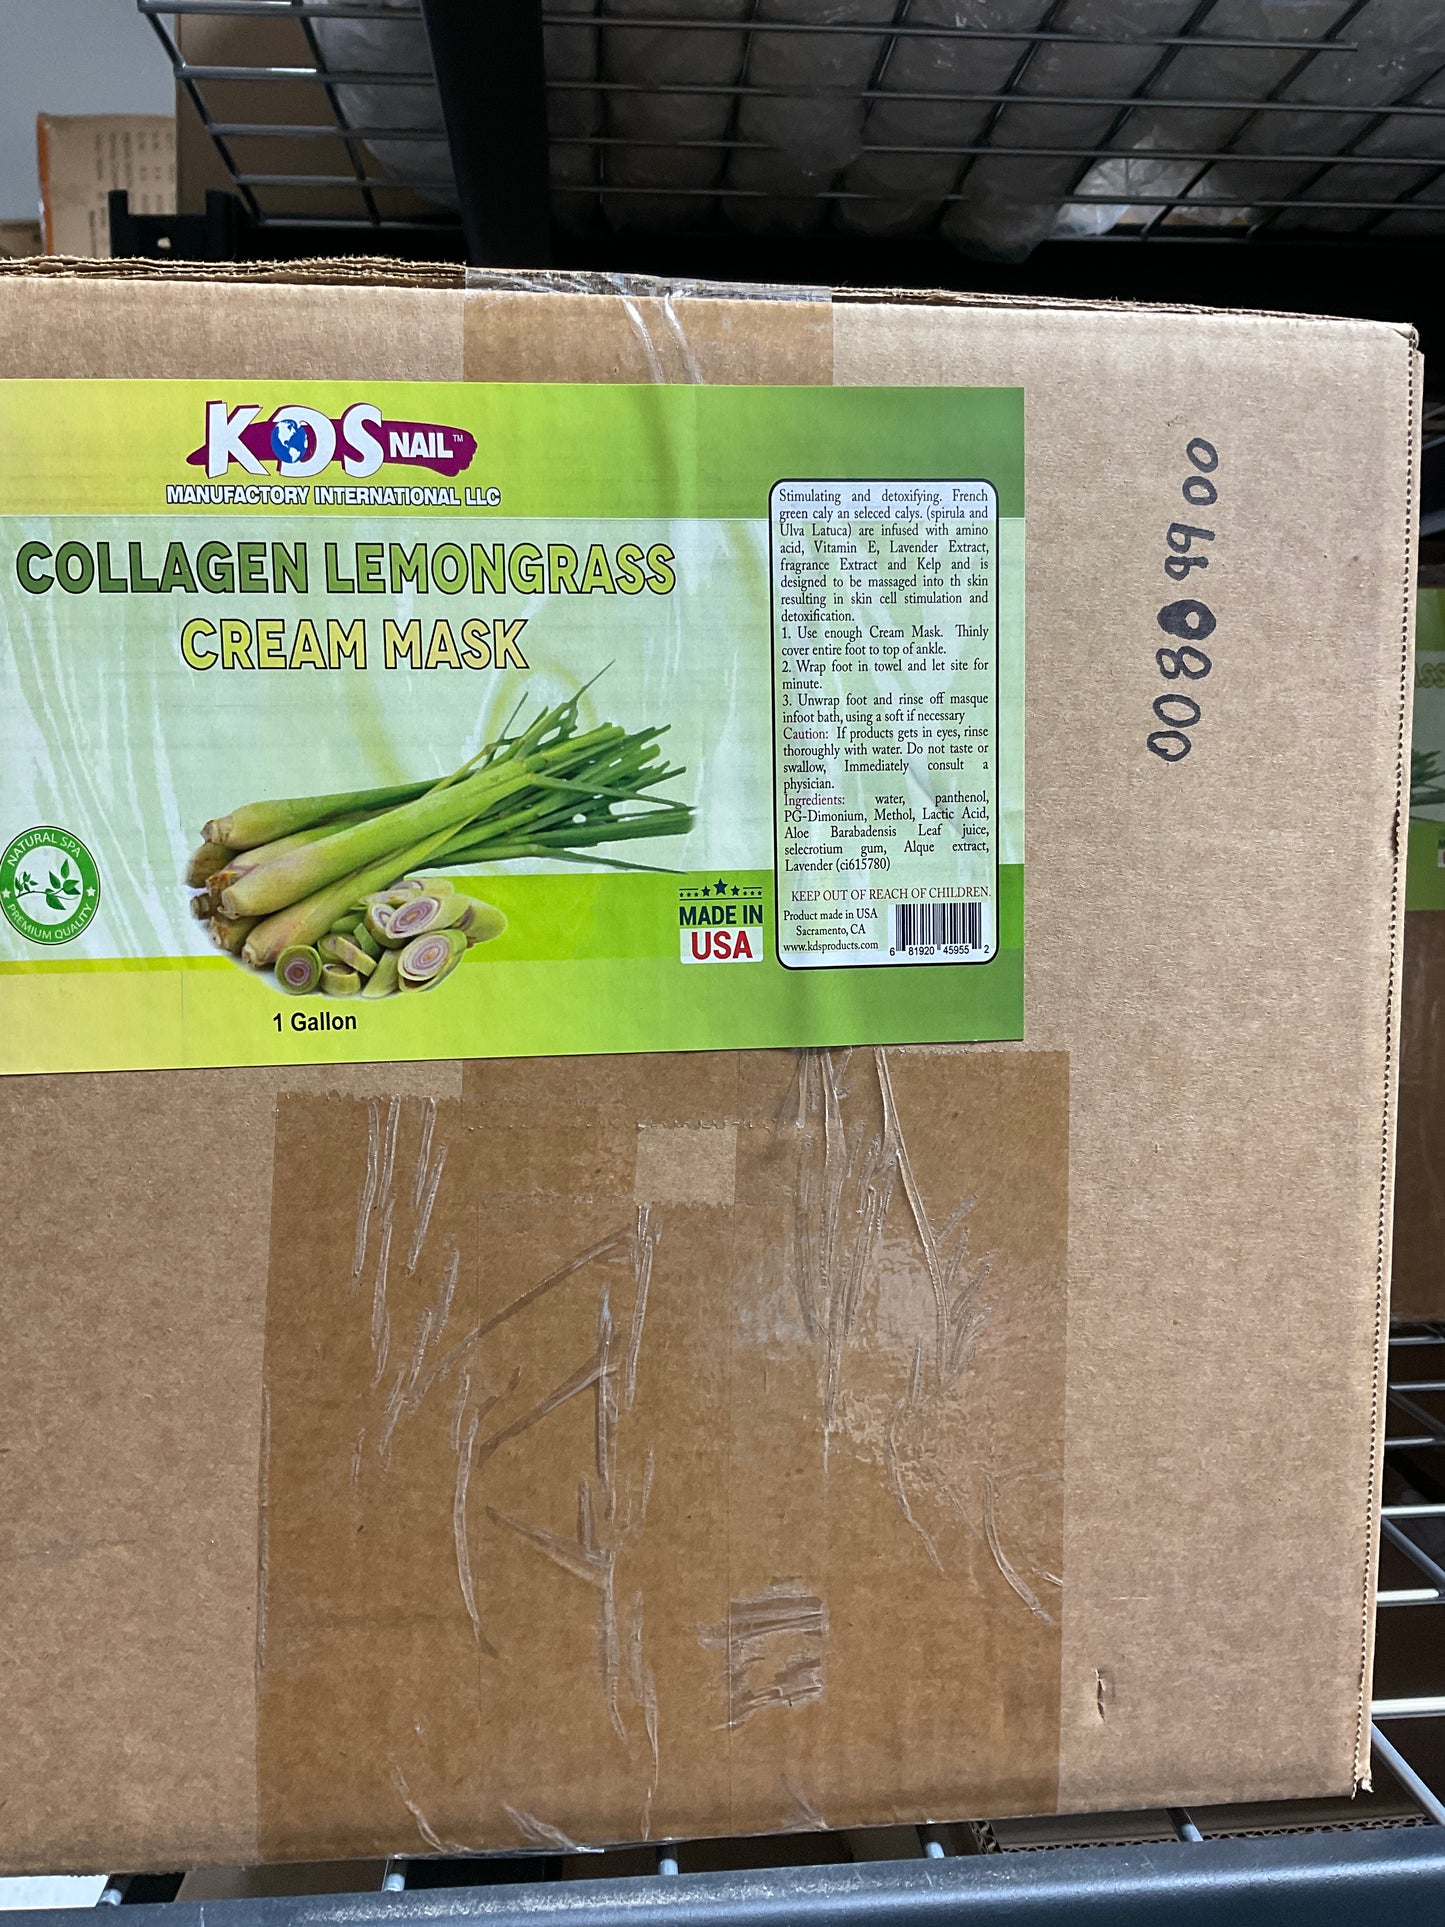 KDS NAIL™
MANUFACTORY INTERNATIONAL LLC
COLLAGEN LEMONGRASS
CREAM MASK
NATURAL SPA
PREMIUM QUALITY
1 Gallon
MADE IN
USA
Stimulating and detoxifying. French
green caly an seleced calys. (spirula and
Ulva Latuca) are infused with amino
acid, Vitamin E, Lavender Extract,
fragrance Extract and Kelp and is
designed to be massaged into th skin
resulting in skin cell stimulation and
detoxification.
1. Use enough Cream Mask. Thinly
cover entire foot to top of ankle.
2. Wrap foot in towel and let site for
minute.
3. Unwrap foot and rinse off masque
infoot bath, using a soft if necessary
Caution: If products gets in eyes, rinse
thoroughly with water. Do not taste or
swallow, Immediately consult a
physician.
Ingredients: water, panthenol,
PG-Dimonium, Methol, Lactic Acid,
Aloe Barabadensis Leaf juice,
selecrotium gum, Alque extract,
Lavender (ci615780)
KEEP OUT OF REACH OF CHILDREN.
Product made in USA
Sacramento, CA
www.kdsproducts.com
6 81920 45955 2